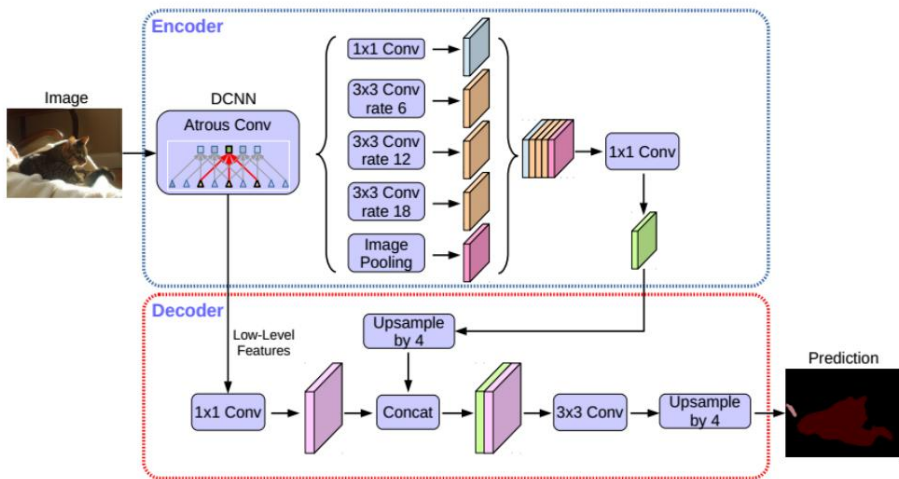 Encoder
Image
DCNN
Atrous Conv
1x1 Conv
3x3 Conv
rate 6
3x3 Conv
rate 12
3x3 Conv
rate 18
Image
Pooling
1x1 Conv
Decoder
Low-Level
Features
Upsample
by 4
1x1 Conv
Concat
3x3 Conv
Upsample
by 4
Prediction